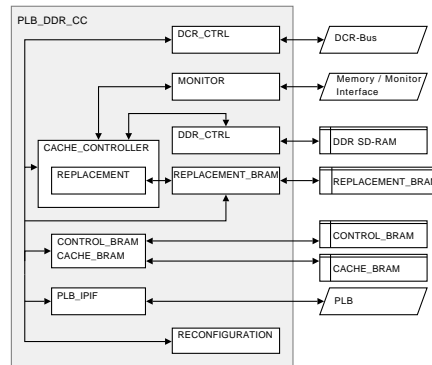 PLB_DDR_CC
DCR_CTRL
DCR-Bus
MONITOR
Memory / Monitor
Interface
DDR_CTRL
DDR SD-RAM
CACHE_CONTROLLER
REPLACEMENT
REPLACEMENT_BRAM
REPLACEMENT_BRAM
CONTROL_BRAM
CACHE_BRAM
CONTROL_BRAM
CACHE_BRAM
PLB_IPIF
PLB
RECONFIGURATION